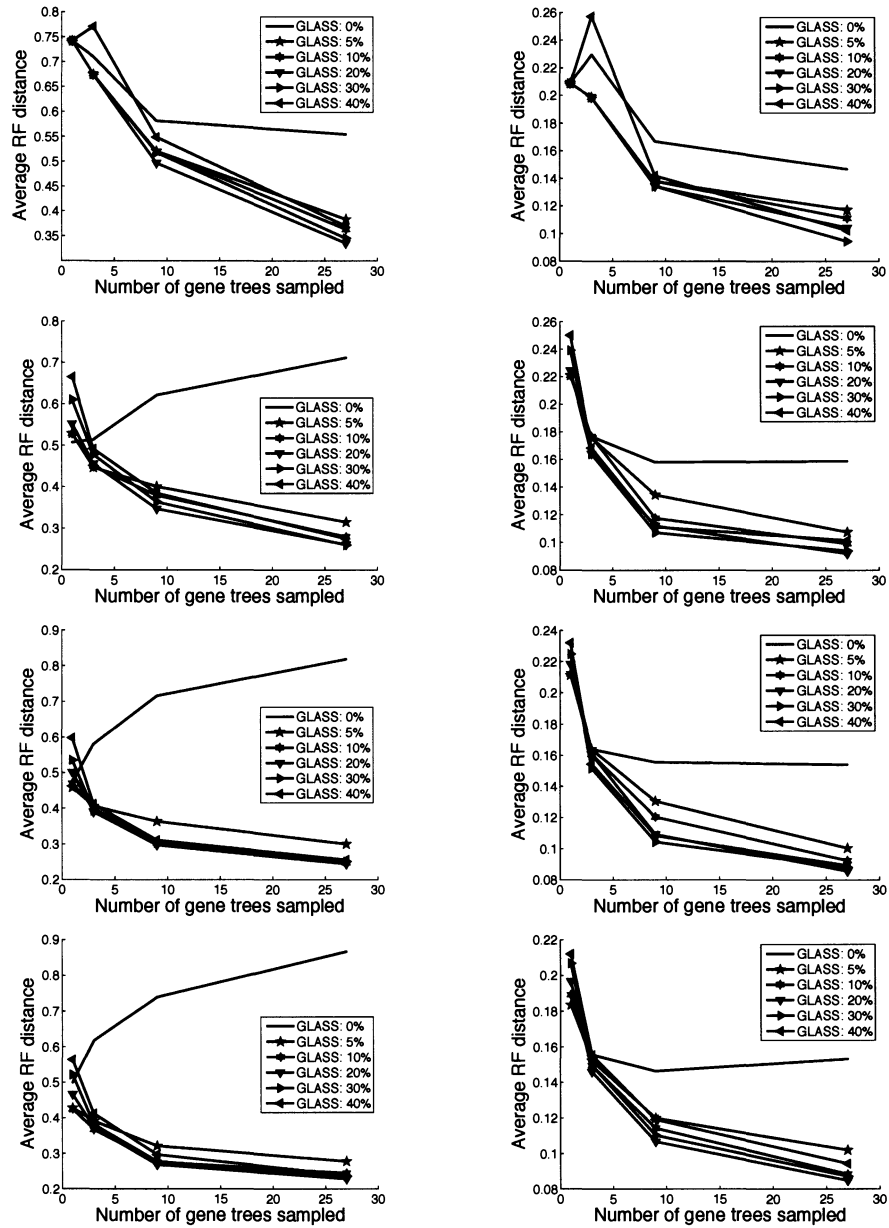 0.8
0.75
0.7
0.65
0.6
0.55
0.5
0.45
0.4
0.35
Average RF distance
GLASS: 0%
GLASS: 5%
GLASS: 10%
GLASS: 20%
GLASS: 30%
GLASS: 40%
0 5 10 15 20 25 30
Number of gene trees sampled
0.26
0.24
0.22
0.2
0.18
0.16
0.14
0.12
0.1
0.08
Average RF distance
GLASS: 0%
GLASS: 5%
GLASS: 10%
GLASS: 20%
GLASS: 30%
GLASS: 40%
0 5 10 15 20 25 30
Number of gene trees sampled
0.8
0.7
0.6
0.5
0.4
0.3
0.2
Average RF distance
GLASS: 0%
GLASS: 5%
GLASS: 10%
GLASS: 20%
GLASS: 30%
GLASS: 40%
0 5 10 15 20 25 30
Number of gene trees sampled
0.26
0.24
0.22
0.2
0.18
0.16
0.14
0.12
0.1
0.08
Average RF distance
GLASS: 0%
GLASS: 5%
GLASS: 10%
GLASS: 20%
GLASS: 30%
GLASS: 40%
0 5 10 15 20 25 30
Number of gene trees sampled
0.9
0.8
0.7
0.6
0.5
0.4
0.3
0.2
Average RF distance
GLASS: 0%
GLASS: 5%
GLASS: 10%
GLASS: 20%
GLASS: 30%
GLASS: 40%
0 5 10 15 20 25 30
Number of gene trees sampled
0.24
0.22
0.2
0.18
0.16
0.14
0.12
0.1
0.08
Average RF distance
GLASS: 0%
GLASS: 5%
GLASS: 10%
GLASS: 20%
GLASS: 30%
GLASS: 40%
0 5 10 15 20 25 30
Number of gene trees sampled
0.9
0.8
0.7
0.6
0.5
0.4
0.3
0.2
Average RF distance
GLASS: 0%
GLASS: 5%
GLASS: 10%
GLASS: 20%
GLASS: 30%
GLASS: 40%
0 5 10 15 20 25 30
Number of gene trees sampled
0.22
0.2
0.18
0.16
0.14
0.12
0.1
0.08
Average RF distance
GLASS: 0%
GLASS: 5%
GLASS: 10%
GLASS: 20%
GLASS: 30%
GLASS: 40%
0 5 10 15 20 25 30
Number of gene trees sampled